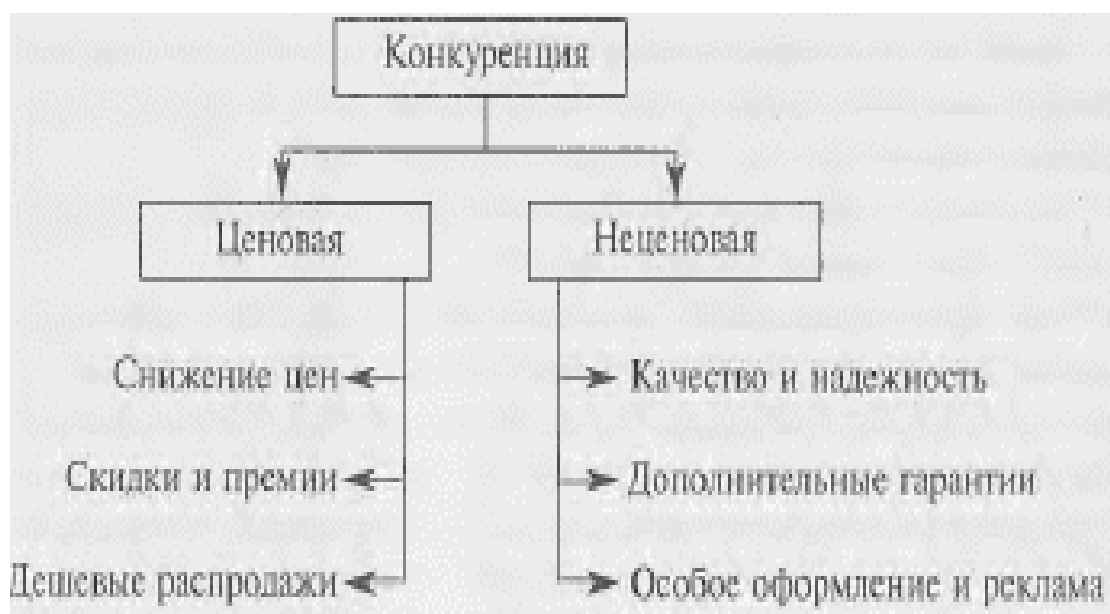 Конкуренция
Ценовая
Неценовая
Снижение цен
Качество и надежность
Скидки и премии
Дополнительные гарантии
Дешевые распродажи
Особое оформление и реклама